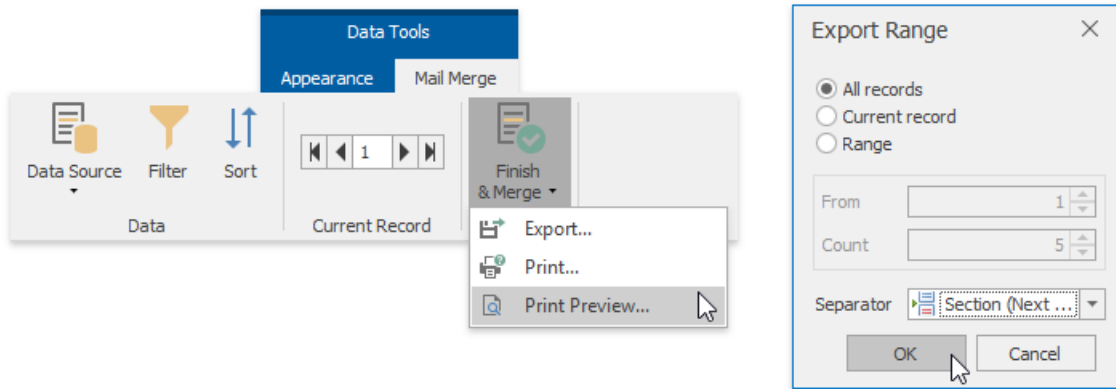 Data Tools
Appearance Mail Merge
Data Source Filter Sort
1
Finish
& Merge
Data
Current Record
Export...
Print...
Print Preview...
Export Range
All records
Current record
Range
From 1
Count 5
Separator Section (Next ...
OK Cancel